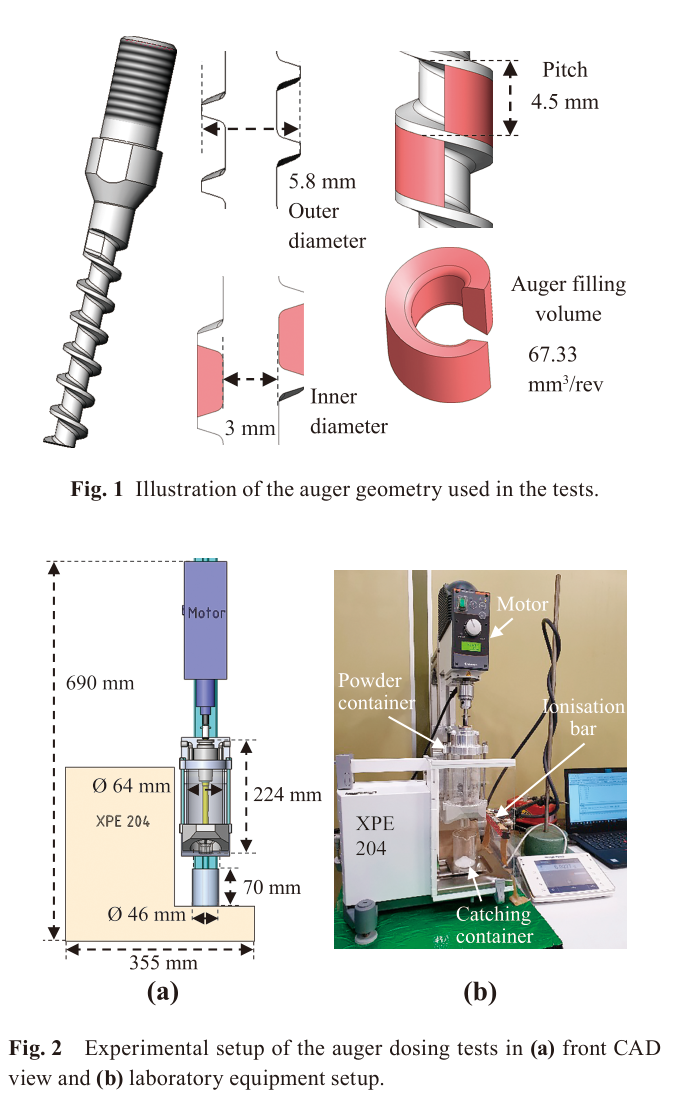 Pitch
4.5 mm
5.8 mm
Outer
diameter
Auger filling
volume
67.33
mm³/rev
3 mm
Inner
diameter
Fig. 1 Illustration of the auger geometry used in the tests.
Motor
690 mm
Ø 64 mm
224 mm
XPE 204
70 mm
Ø 46 mm
355 mm
(a)
Motor
Powder
container
Ionisation
bar
XPE
204
Catching
container
(b)
Fig. 2 Experimental setup of the auger dosing tests in (a) front CAD
view and (b) laboratory equipment setup.